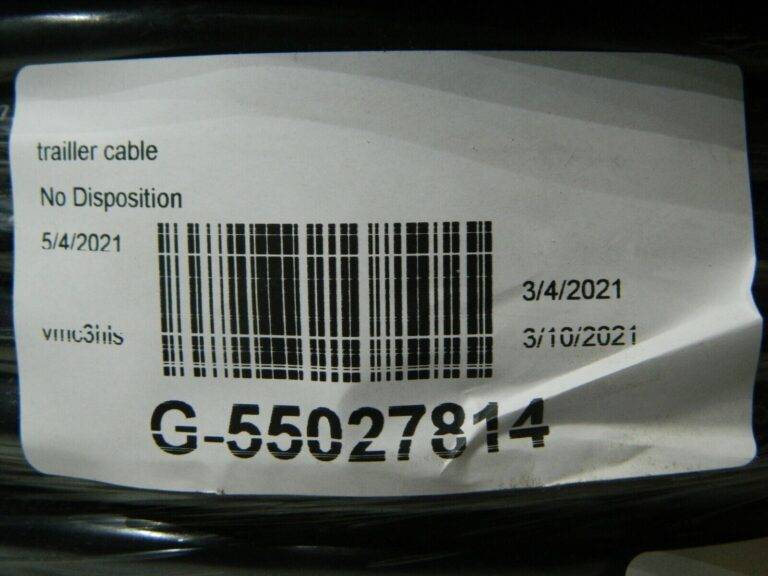 trailler cable
No Disposition
5/4/2021
3/4/2021
vmc3nis
3/10/2021
G-55027814